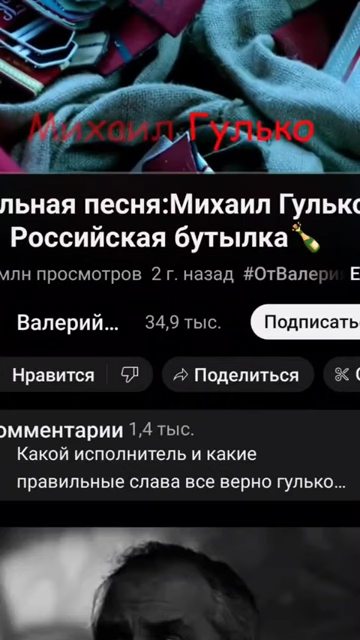 Михаил Гулько
льная песня:Михаил Гулько
Российская бутылка🍾
млн просмотров 2 г. назад #ОтВалери
Валерий... 34,9 тыс. Подписать
Нравится Поделиться
омментарии 1,4 тыс.
Какой исполнитель и какие
правильные слава все верно гулько...